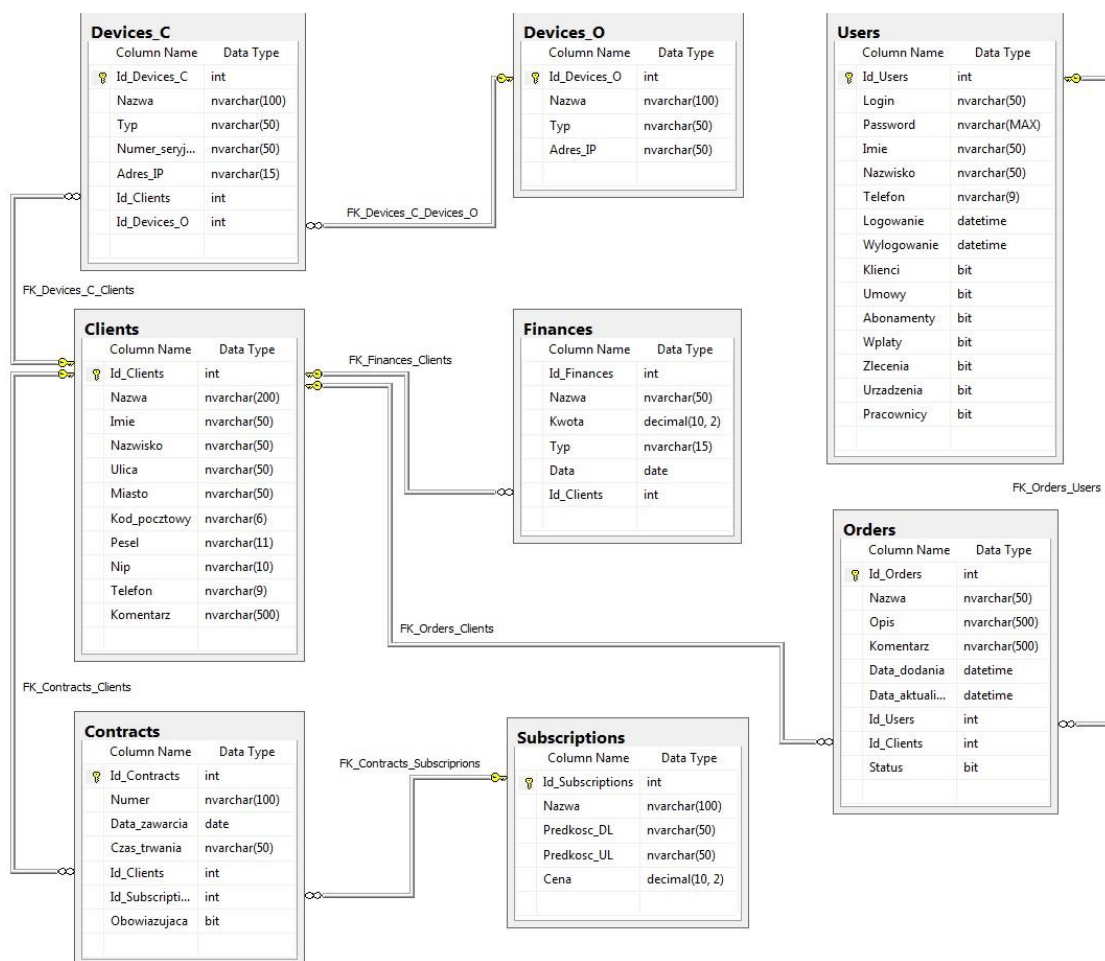 Devices_C
Column Name Data Type
Id_Devices_C int
Nazwa nvarchar(100)
Typ nvarchar(50)
Numer_seryj... nvarchar(50)
Adres_IP nvarchar(15)
Id_Clients int
Id_Devices_O int
Devices_O
Column Name Data Type
Id_Devices_O int
Nazwa nvarchar(100)
Typ nvarchar(50)
Adres_IP nvarchar(50)
Users
Column Name Data Type
Id_Users int
Login nvarchar(50)
Password nvarchar(MAX)
Imie nvarchar(50)
Nazwisko nvarchar(50)
Telefon nvarchar(9)
Logowanie datetime
Wylogowanie datetime
Klienci bit
Umowy bit
Abonamenty bit
Wplaty bit
Zlecenia bit
Urzadzenia bit
Pracownicy bit
FK_Devices_C_Devices_O
FK_Devices_C_Clients
Clients
Column Name Data Type
Id_Clients int
Nazwa nvarchar(200)
Imie nvarchar(50)
Nazwisko nvarchar(50)
Ulica nvarchar(50)
Miasto nvarchar(50)
Kod_pocztowy nvarchar(6)
Pesel nvarchar(11)
Nip nvarchar(10)
Telefon nvarchar(9)
Komentarz nvarchar(500)
FK_Finances_Clients
Finances
Column Name Data Type
Id_Finances int
Nazwa nvarchar(50)
Kwota decimal(10, 2)
Typ nvarchar(15)
Data date
Id_Clients int
FK_Orders_Users
Orders
Column Name Data Type
Id_Orders int
Nazwa nvarchar(50)
Opis nvarchar(500)
Komentarz nvarchar(500)
Data_dodania datetime
Data_aktuali... datetime
Id_Users int
Id_Clients int
Status bit
FK_Orders_Clients
FK_Contracts_Clients
Contracts
Column Name Data Type
Id_Contracts int
Numer nvarchar(100)
Data_zawarcia date
Czas_trwania nvarchar(50)
Id_Clients int
Id_Subscripti... int
Obowiazujaca bit
FK_Contracts_Subscriprions
Subscriptions
Column Name Data Type
Id_Subscriptions int
Nazwa nvarchar(100)
Predkosc_DL nvarchar(50)
Predkosc_UL nvarchar(50)
Cena decimal(10, 2)